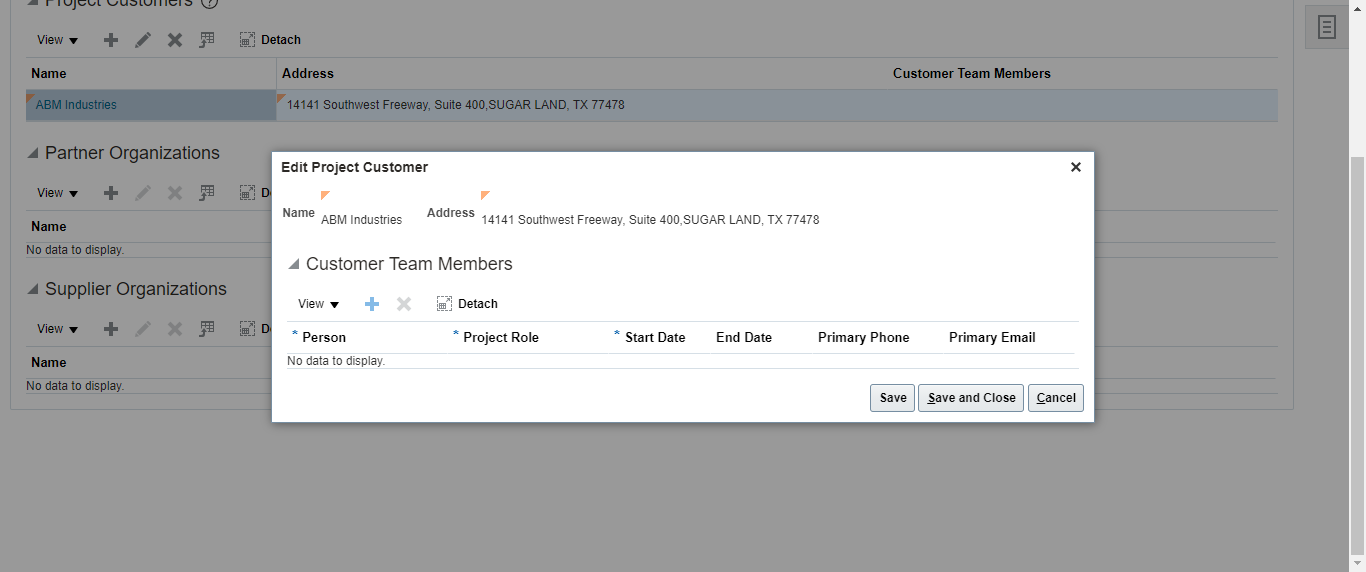 Project Customers ?
View Detach
Name Address Customer Team Members
ABM Industries 14141 Southwest Freeway, Suite 400,SUGAR LAND, TX 77478
Partner Organizations
View D
Name
No data to display.
Supplier Organizations
View D
Name
No data to display.
Edit Project Customer
Name ABM Industries Address 14141 Southwest Freeway, Suite 400,SUGAR LAND, TX 77478
Customer Team Members
View Detach
* Person * Project Role * Start Date End Date Primary Phone Primary Email
No data to display.
Save Save and Close Cancel